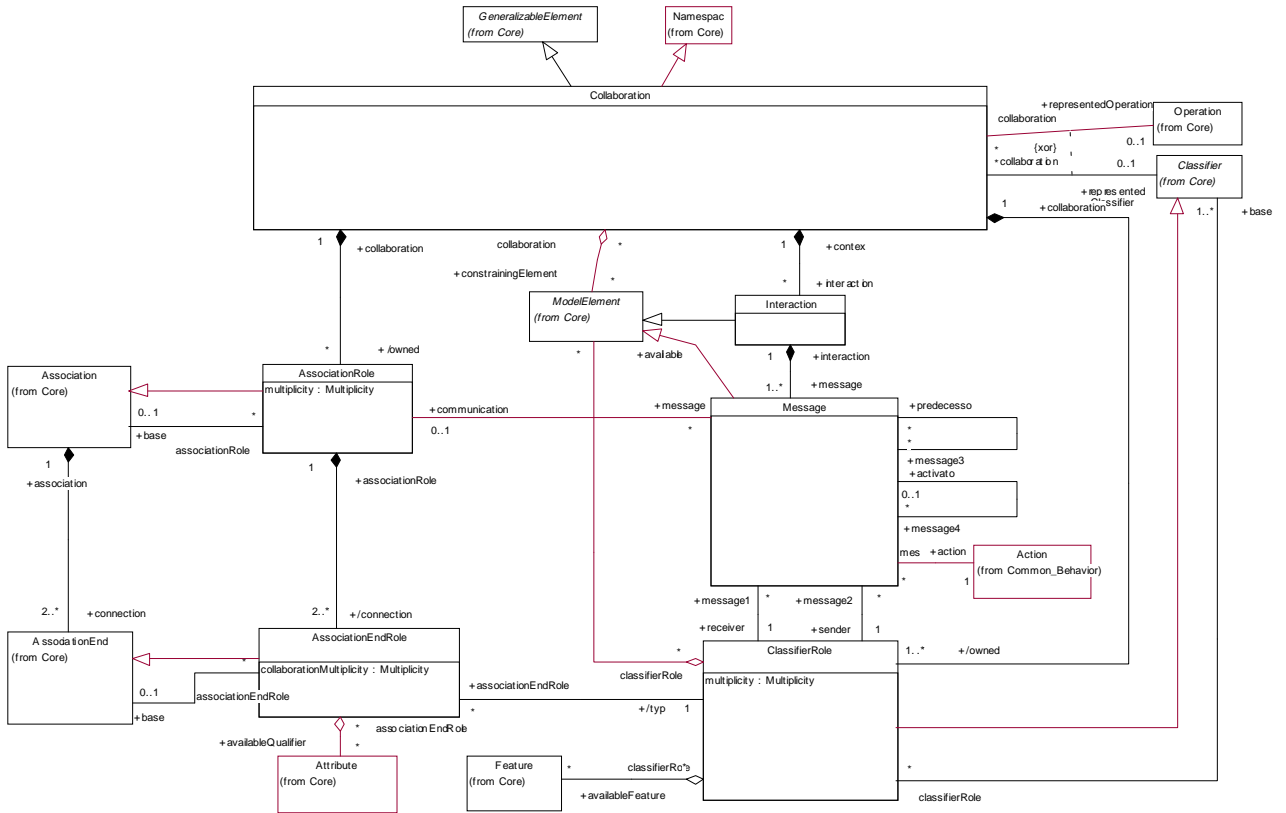 GeneralizableElement
(from Core)
Namespac
(from Core)
Collaboration
+representedOperation
collaboration
Operation
(from Core)
*
{xor}
0..1
*
collaboration
0..1
Classifier
(from Core)
+represented
Classifier
1
+collaboration
1..*
+base
1
+collaboration
collaboration
*
1
+contex
+constrainingElement
*
*
+interaction
ModelElement
(from Core)
Interaction
*
+/owned
*
+available
1
+interaction
1..*
+message
Association
(from Core)
AssociationRole
multiplicity : Multiplicity
0..1
*
+base
associationRole
+communication
0..1
+message
*
Message
+predecesso
*
*
+message3
+activato
0..1
*
+message4
1
+association
1
+associationRole
mes
+action
*
1
Action
(from Common_Behavior)
2..*
+connection
2..*
+/connection
+message1
*
+message2
*
+receiver
1
+sender
1
AssociationEnd
(from Core)
AssociationEndRole
collaborationMultiplicity : Multiplicity
*
0..1
associationEndRole
+base
*
classifierRole
ClassifierRole
multiplicity : Multiplicity
1..*
+/owned
+associationEndRole
*
+/typ
1
*
associationEndRole
+availableQualifier
*
Attribute
(from Core)
Feature
(from Core)
*
classifierRole
*
+availableFeature
*
classifierRole